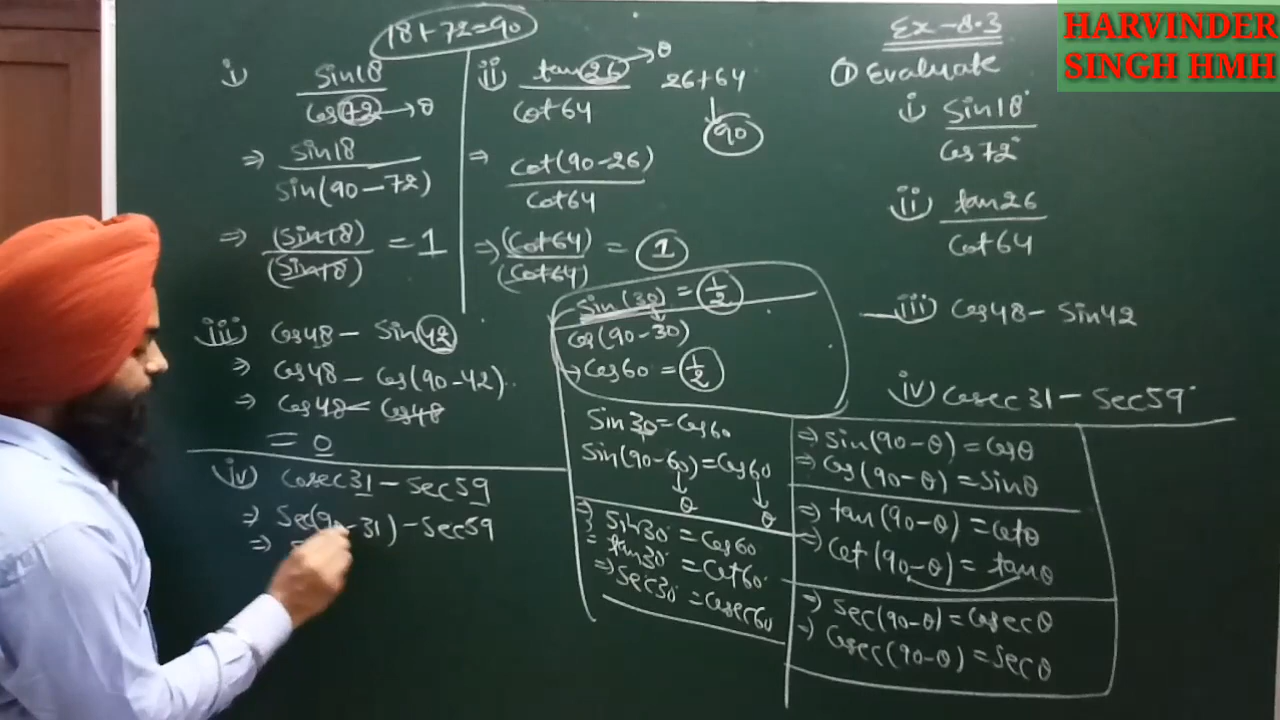 18+72=90
Ex-8.3
HARVINDER
SINGH HMH
i) Sin18/Cos72 → θ
⇒ Sin18/Sin(90-72)
⇒ (Sin18)/(Sin18) = 1
ii) tan26/Cot64 → θ
26+64
↓
90
⇒ Cot(90-26)/Cot64
⇒ (Cot64)/(Cot64) = 1
① Evaluate
i) Sin18°/Cos72°
ii) tan26/Cot64
iii) Cos48 - Sin42
iv) Cosec31 - Sec59°
iii) Cos48 - Sin42
⇒ Cos48 - Cos(90-42)
⇒ Cos48 - Cos48
= 0
Sin(30) = 1/2
Cos(90-30)
→ Cos60 = 1/2
iv) Cosec31 - Sec59
⇒ Sec(90-31) - Sec59
⇒
Sin30 = Cos60
Sin(90-60) = Cos60
↓ ↓
θ θ
⇒ Sin30° = Cos60
= tan30° = Cot60°
⇒ Sec30° = Cosec60
⇒ Sin(90-θ) = Cosθ
⇒ Cos(90-θ) = Sinθ
⇒ tan(90-θ) = Cotθ
⇒ Cot(90-θ) = tanθ
⇒ Sec(90-θ) = Cosecθ
⇒ Cosec(90-θ) = Secθ